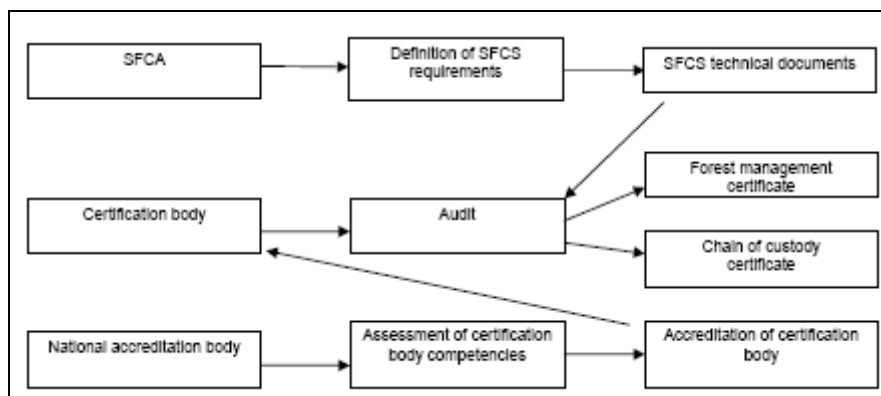 SFCA
Definition of SFCS
requirements
SFCS technical documents
Forest management
certificate
Certification body
Audit
Chain of custody
certificate
National accreditation body
Assessment of certification
body competencies
Accreditation of certification
body